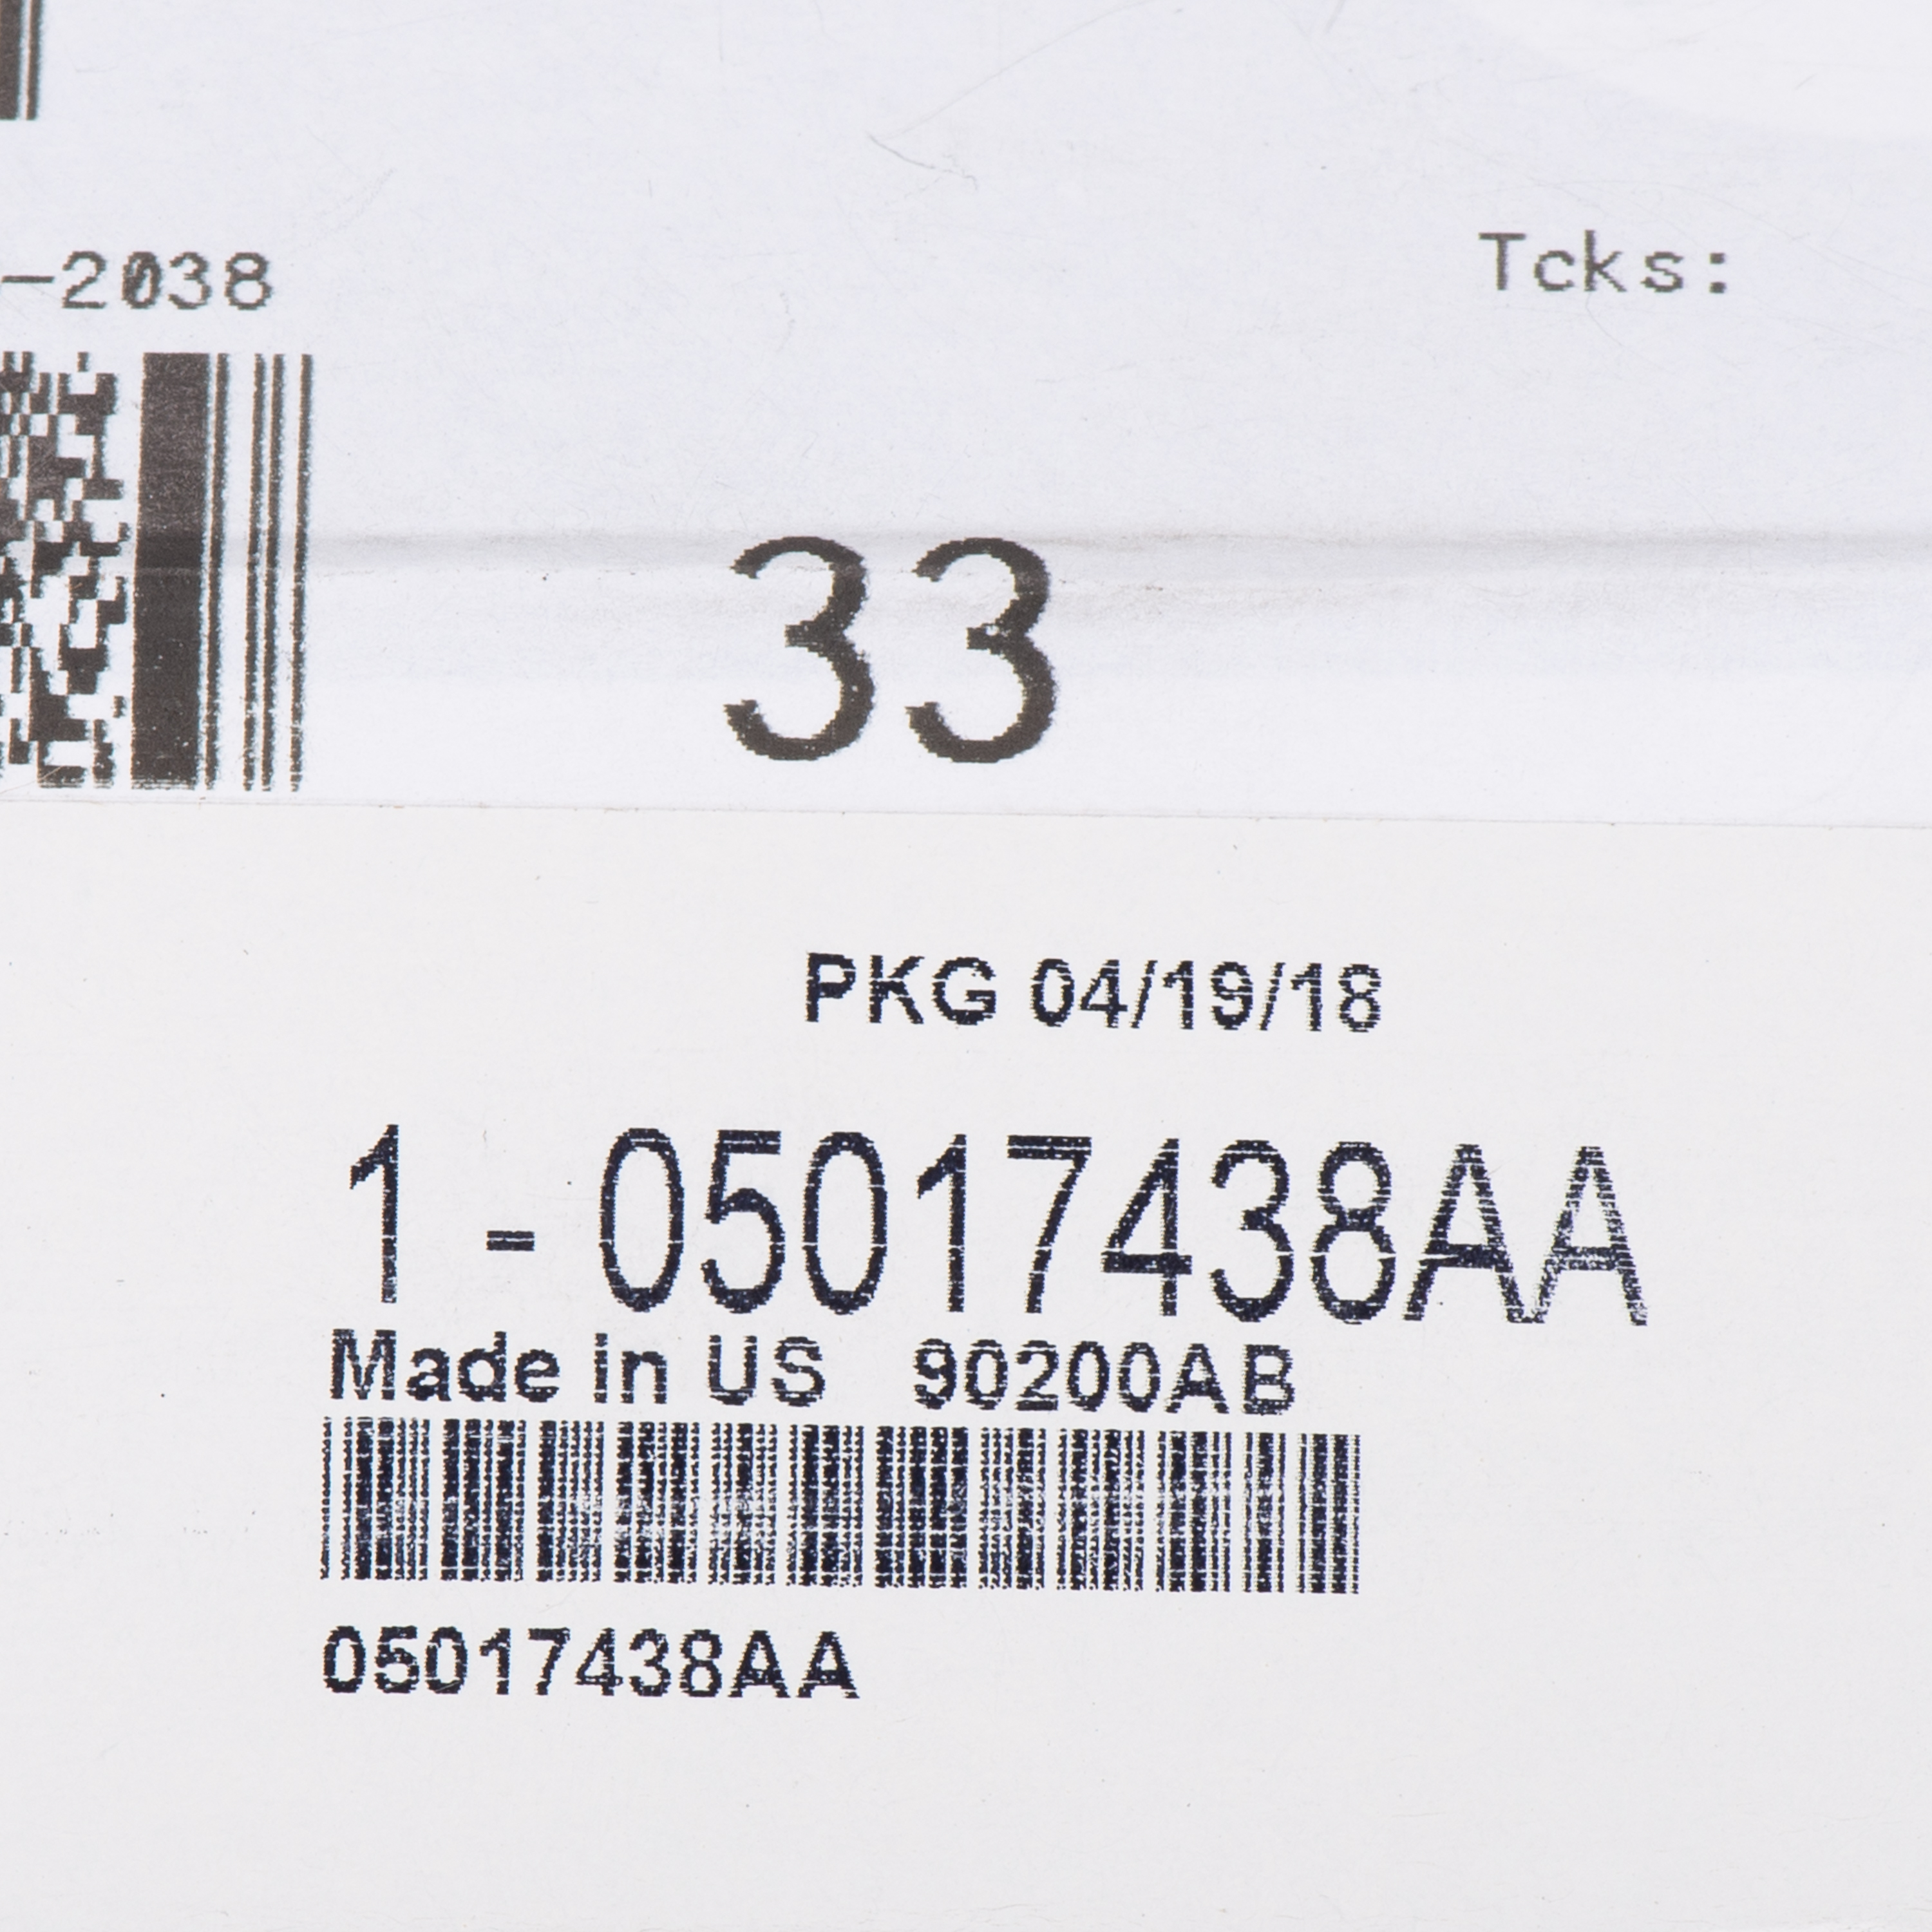 -2038
Tcks:
33
PKG 04/19/18
1 - 05017438AA
Made in US 90200AB
05017438AA